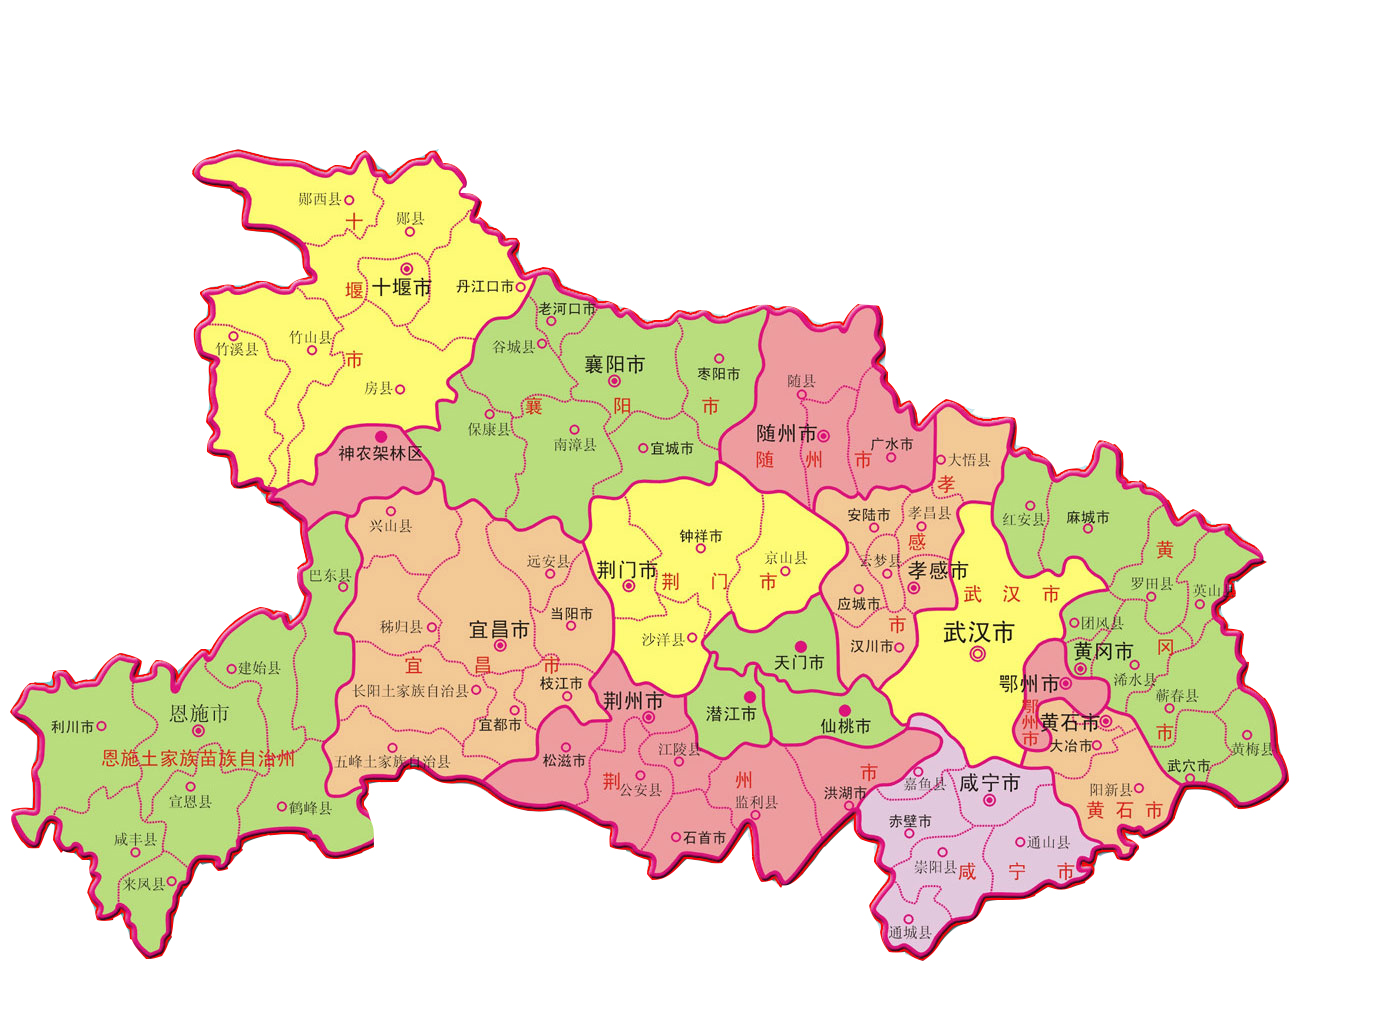 郧西县
十
郧县
堰
十堰市
丹江口市
竹溪县
竹山县
市
房县
神农架林区
老河口市
谷城县
襄阳市
枣阳市
襄
阳
市
保康县
南漳县
宜城市
随县
随州市
广水市
随
州
市
大悟县
孝
安陆市
孝昌县
感
云梦县
孝感市
应城市
市
汉川市
红安县
麻城市
黄
罗田县
英山县
团风县
黄冈市
冈
浠水县
蕲春县
市
黄梅县
武穴市
武
汉
市
武汉市
鄂州市
鄂
州
市
黄石市
大冶市
阳新县
黄
石
市
兴山县
远安县
巴东县
当阳市
秭归县
宜昌市
宜
昌
市
长阳土家族自治县
枝江市
宜都市
五峰土家族自治县
钟祥市
京山县
荆门市
荆
门
市
沙洋县
天门市
潜江市
仙桃市
荆州市
松滋市
江陵县
荆
州
市
公安县
监利县
洪湖市
石首市
嘉鱼县
咸宁市
赤壁市
通山县
崇阳县
咸
宁
市
通城县
建始县
利川市
恩施市
恩施土家族苗族自治州
宣恩县
鹤峰县
咸丰县
来凤县